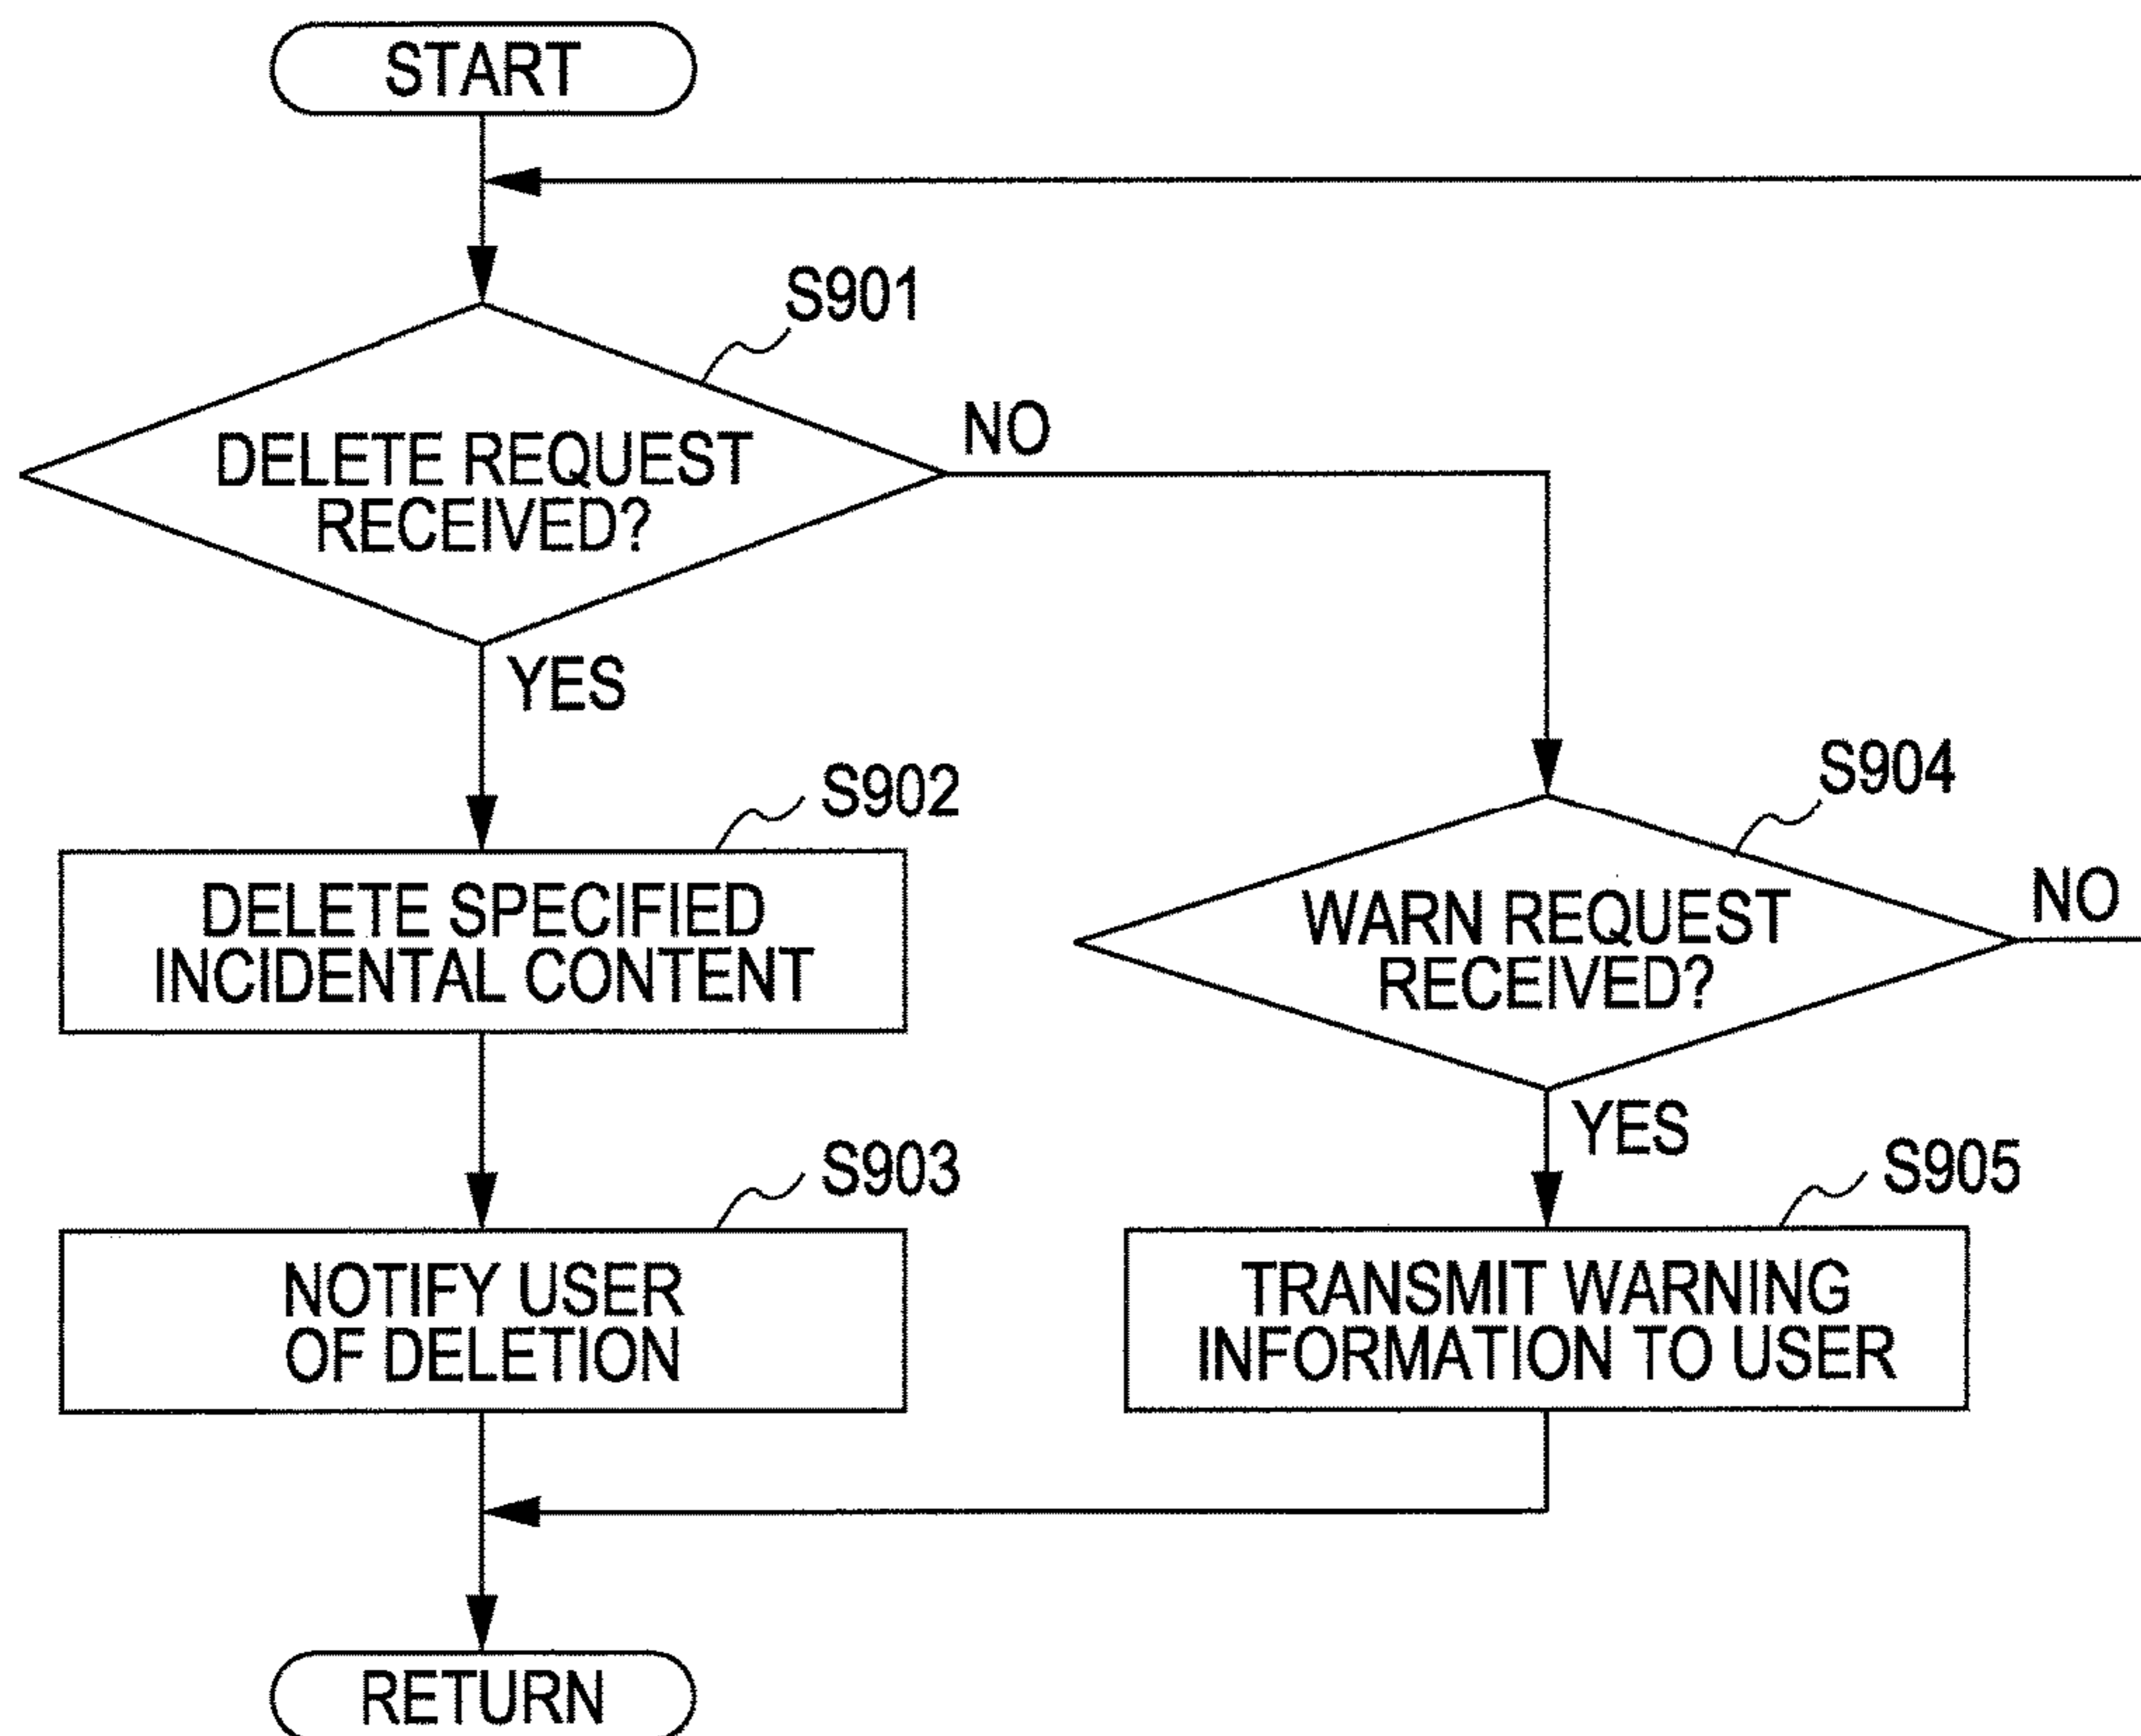 START
S901
DELETE REQUEST
RECEIVED?
NO
YES
S902
DELETE SPECIFIED
INCIDENTAL CONTENT
S903
NOTIFY USER
OF DELETION
S904
WARN REQUEST
RECEIVED?
NO
YES
S905
TRANSMIT WARNING
INFORMATION TO USER
RETURN